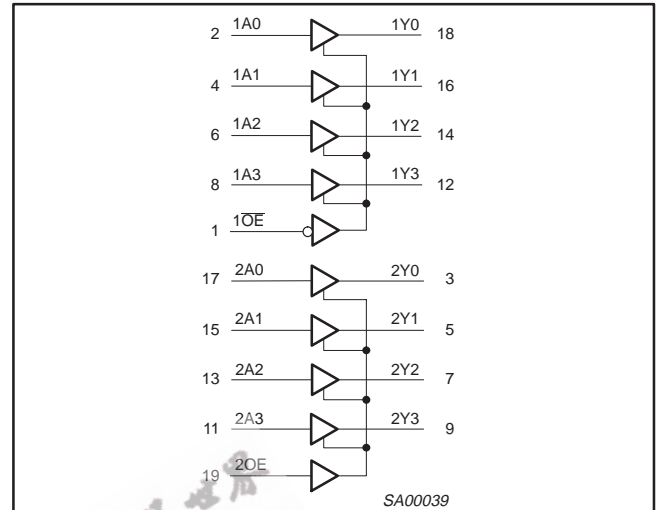 2 1A0 1Y0 18
4 1A1 1Y1 16
6 1A2 1Y2 14
8 1A3 1Y3 12
1 1O̅E̅
17 2A0 2Y0 3
15 2A1 2Y1 5
13 2A2 2Y2 7
11 2A3 2Y3 9
19 2OE
SA00039